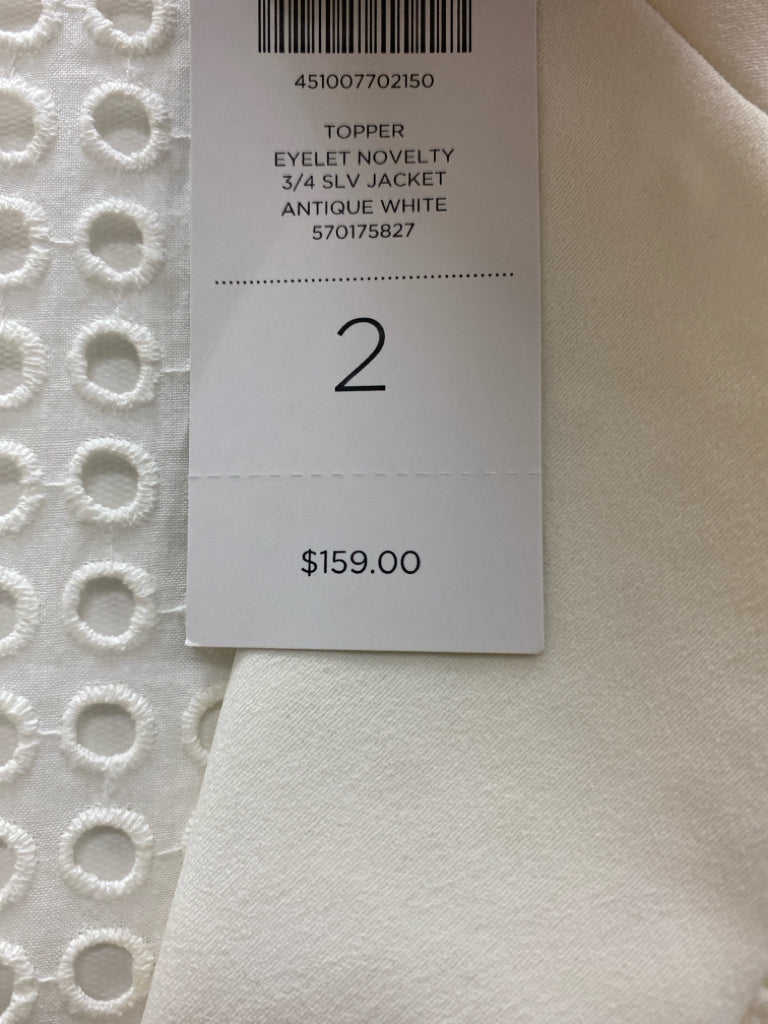 451007702150
TOPPER
EYELET NOVELTY
3/4 SLV JACKET
ANTIQUE WHITE
570175827
2
$159.00